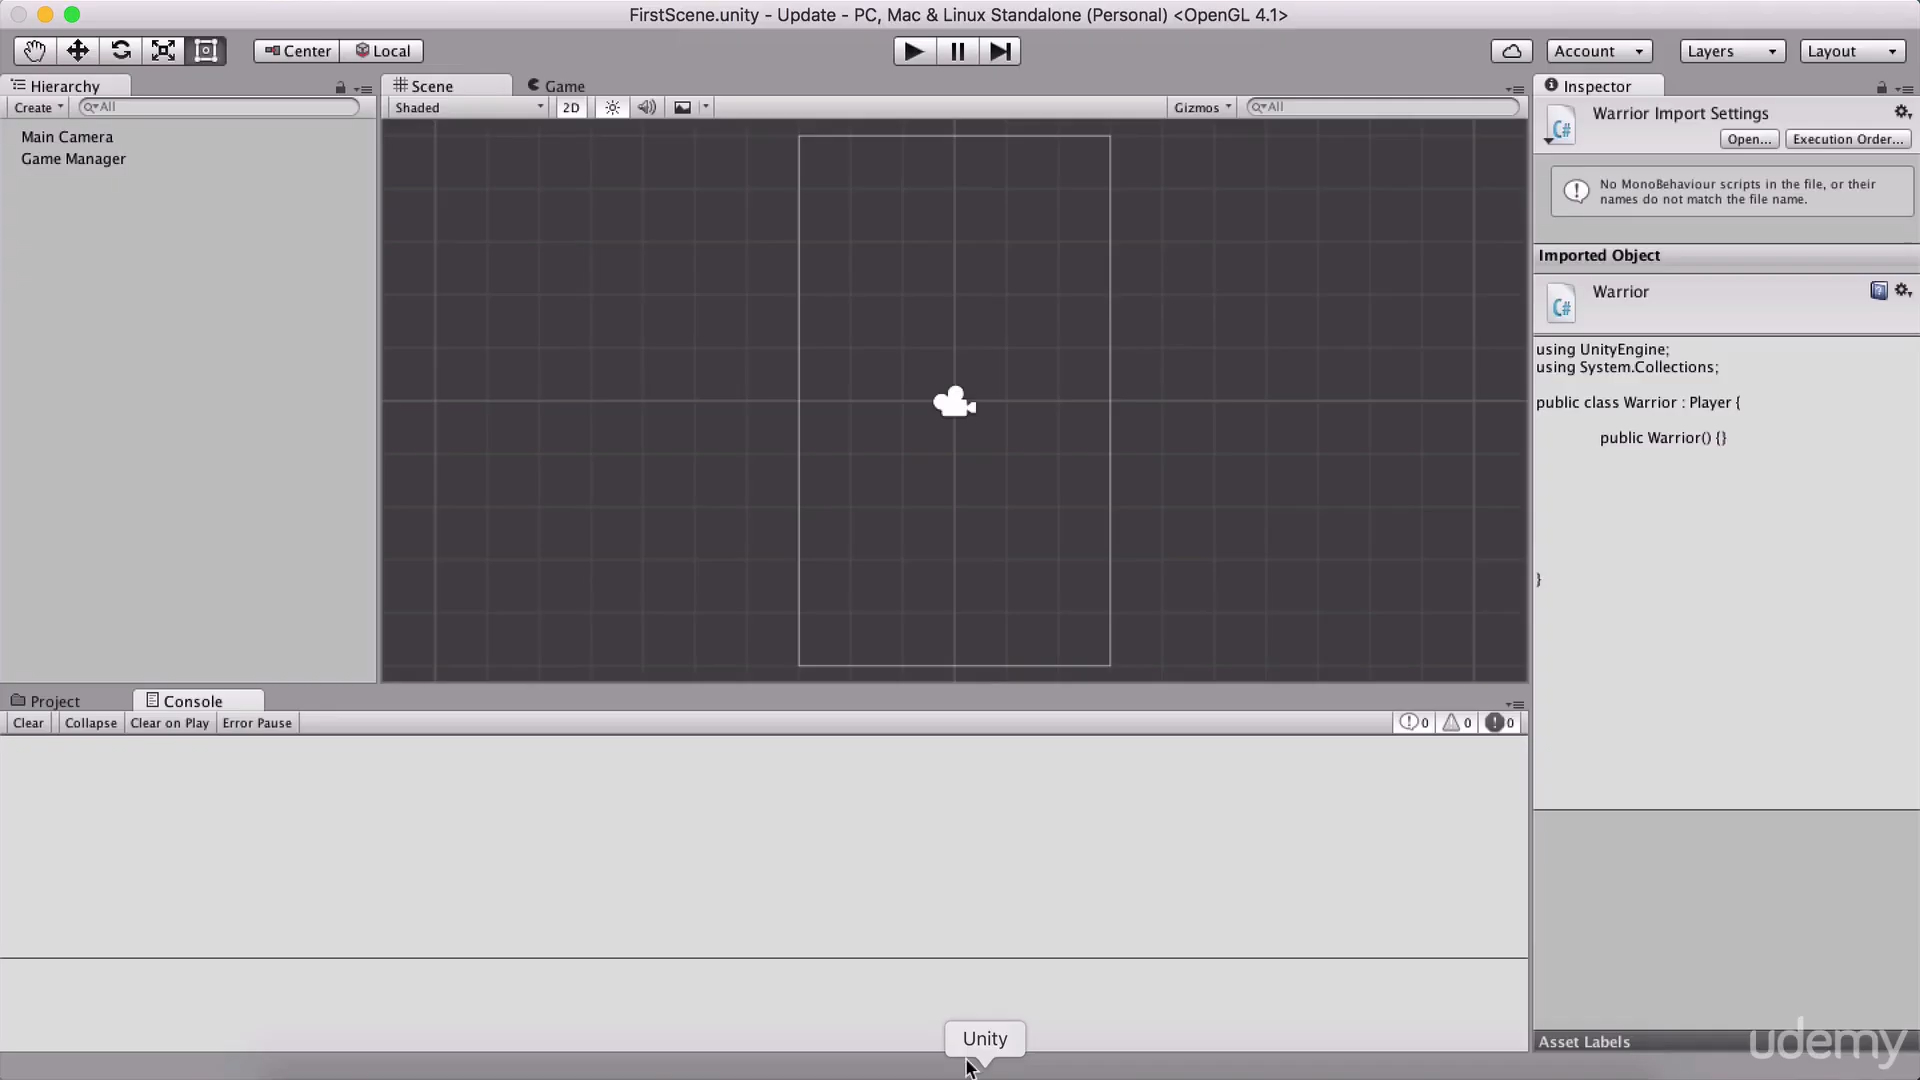 FirstScene.unity - Update - PC, Mac & Linux Standalone (Personal) <OpenGL 4.1>
Center
Local
Account
Layers
Layout
Hierarchy
Scene
Game
Inspector
Create
All
Shaded
2D
Gizmos
All
Main Camera
Game Manager
C#
Warrior Import Settings
Open...
Execution Order...
No MonoBehaviour scripts in the file, or their
names do not match the file name.
Imported Object
C#
Warrior
using UnityEngine;
using System.Collections;
public class Warrior : Player {
public Warrior() {}
}
Project
Console
Clear
Collapse
Clear on Play
Error Pause
0
0
0
Unity
Asset Labels
udemy